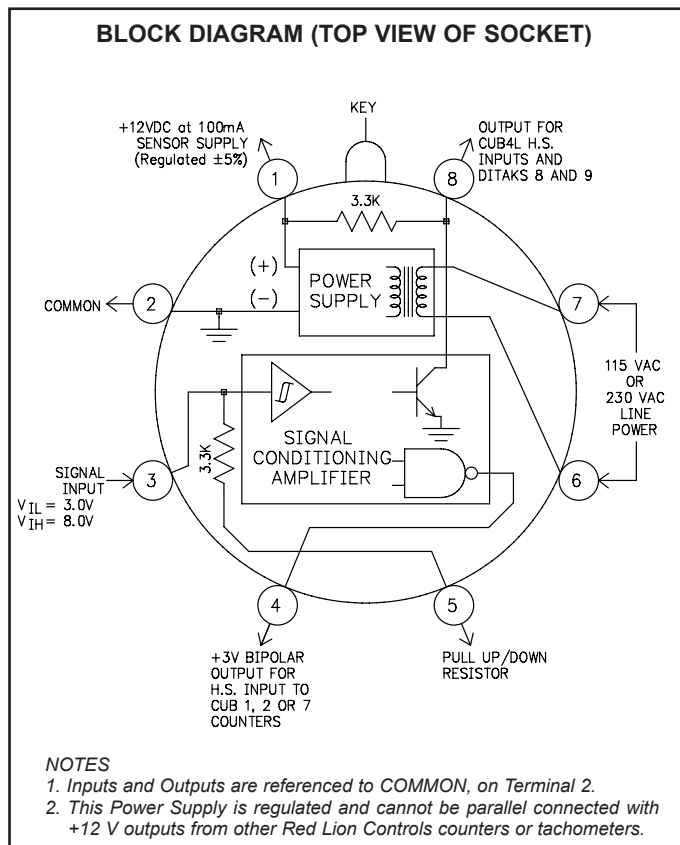 BLOCK DIAGRAM (TOP VIEW OF SOCKET)
KEY
+12VDC at 100mA
SENSOR SUPPLY
(Regulated ±5%)
OUTPUT FOR
CUB4L H.S.
INPUTS AND
DITAKS 8 AND 9
1
8
3.3K
(+)
(-)
POWER
SUPPLY
COMMON
2
7
115 VAC
OR
230 VAC
LINE
POWER
3.3K
SIGNAL
CONDITIONING
AMPLIFIER
SIGNAL
INPUT
VIL = 3.0V
VIH = 8.0V
3
6
4
5
+3V BIPOLAR
OUTPUT FOR
H.S. INPUT TO
CUB 1, 2 OR 7
COUNTERS
PULL UP/DOWN
RESISTOR
NOTES
1. Inputs and Outputs are referenced to COMMON, on Terminal 2.
2. This Power Supply is regulated and cannot be parallel connected with
+12 V outputs from other Red Lion Controls counters or tachometers.